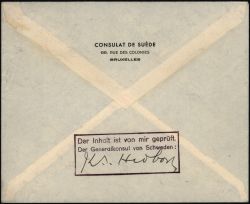 CONSULAT DE SUÈDE
RUE DES COLONIES
BRUXELLES
Der Inhalt ist von mir geprüft.
Der Generalkonsul von Schweden: